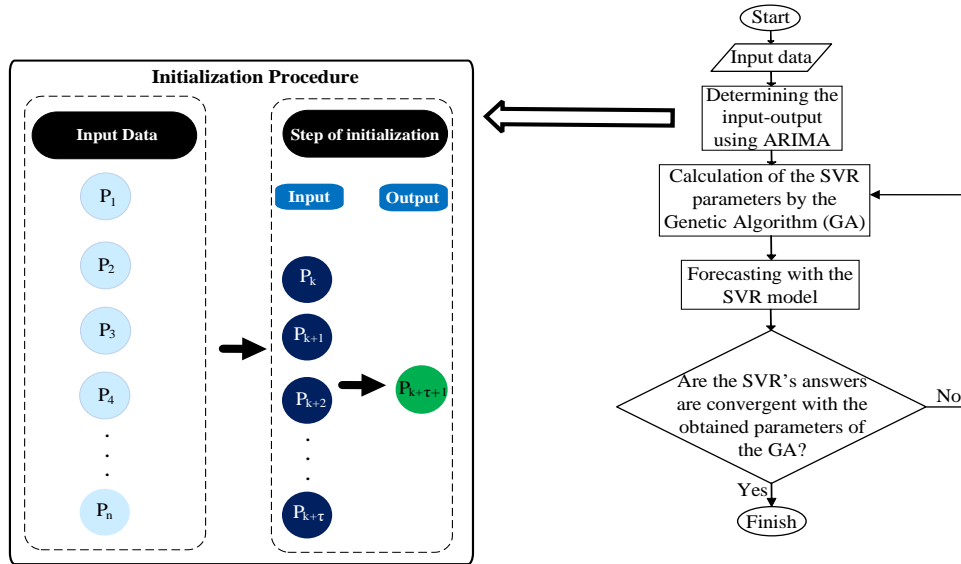 Initialization Procedure
Input Data
P1
P2
P3
P4
.
.
.
Pn
Step of initialization
Input
Output
Pk
Pk+1
Pk+2
.
.
.
Pk+τ
Pk+τ+1
Start
Input data
Determining the
input-output
using ARIMA
Calculation of the SVR
parameters by the
Genetic Algorithm (GA)
Forecasting with the
SVR model
Are the SVR's answers
are convergent with the
obtained parameters of
the GA?
No
Yes
Finish